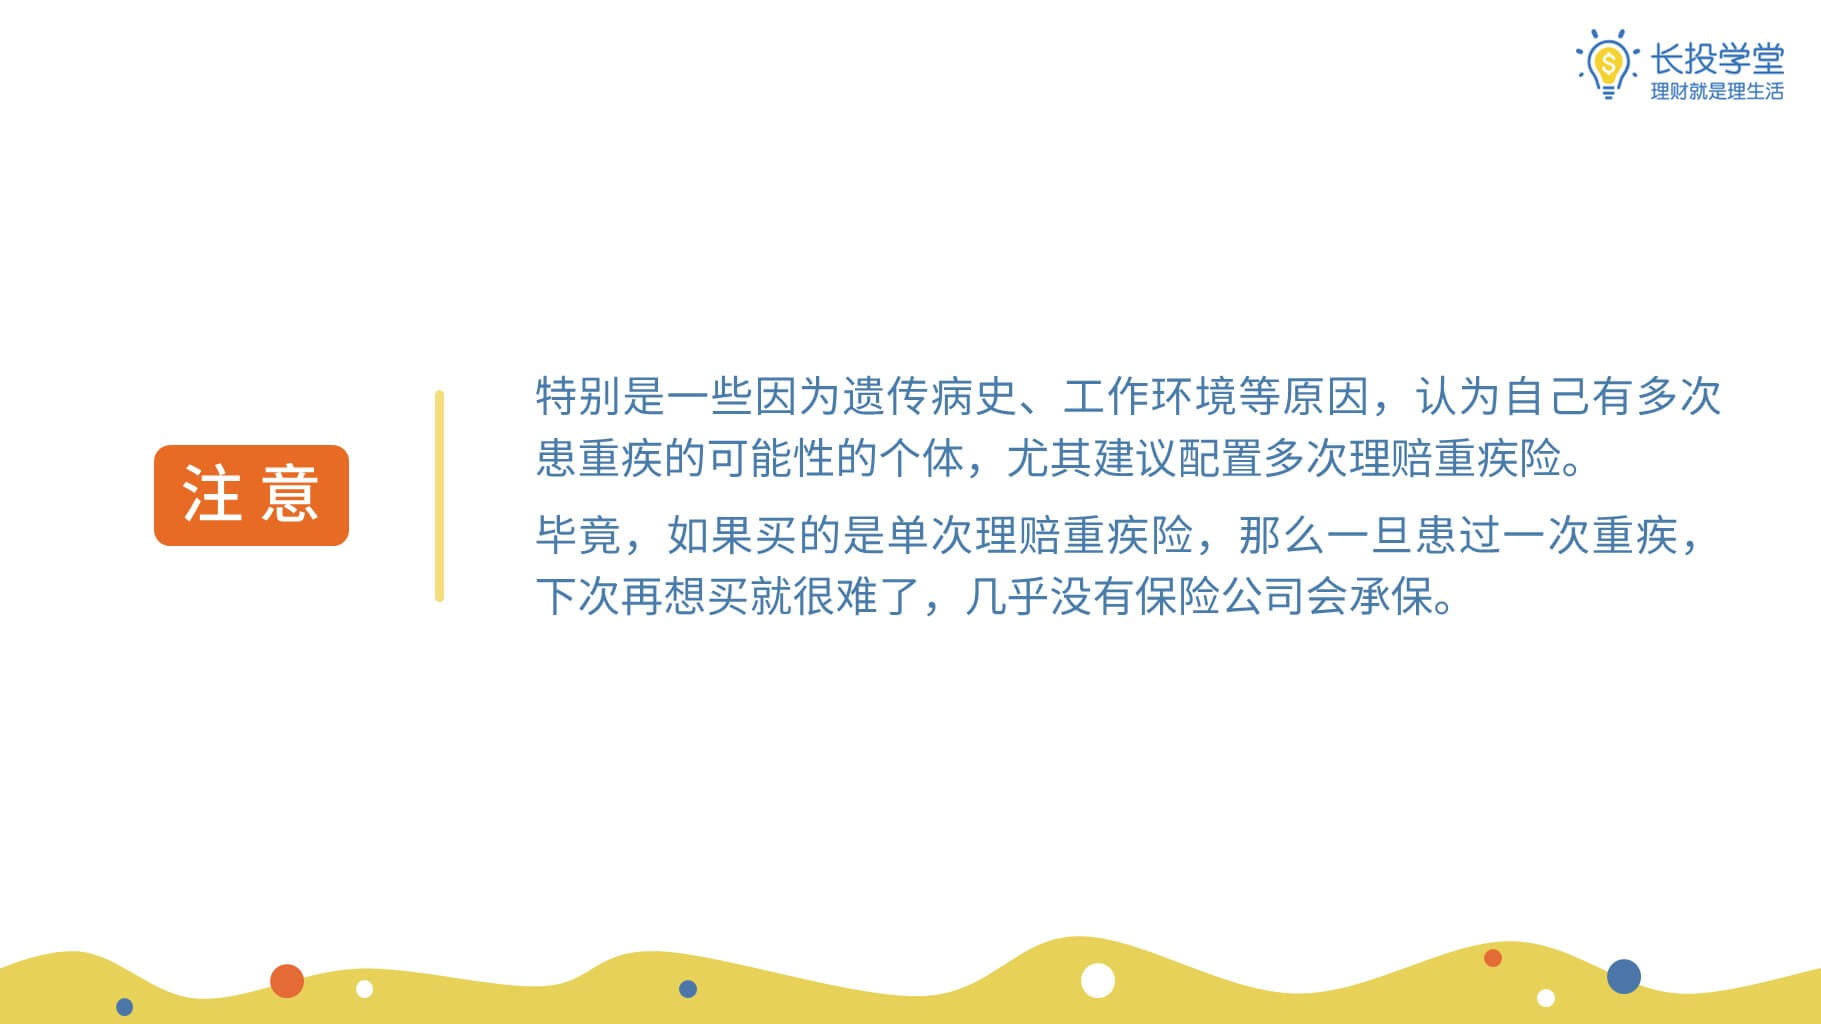 长投学堂
理财就是理生活
注意
特别是一些因为遗传病史、工作环境等原因，认为自己有多次
患重疾的可能性的个体，尤其建议配置多次理赔重疾险。
毕竟，如果买的是单次理赔重疾险，那么一旦患过一次重疾，
下次再想买就很难了，几乎没有保险公司会承保。